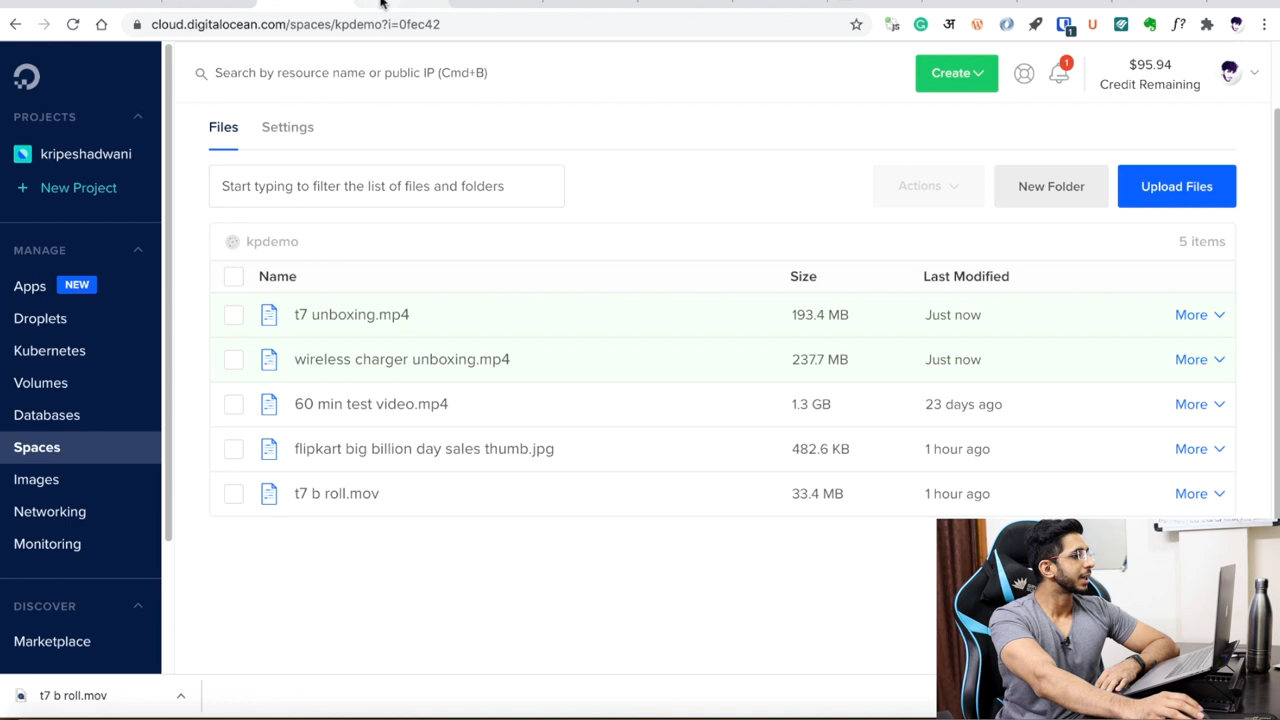 cloud.digitalocean.com/spaces/kpdemo?i=0fec42
अ
U
f?
1
Search by resource name or public IP (Cmd+B)
Create
1
$95.94
Credit Remaining
PROJECTS
kripeshadwani
+ New Project
MANAGE
Apps NEW
Droplets
Kubernetes
Volumes
Databases
Spaces
Images
Networking
Monitoring
DISCOVER
Marketplace
Files Settings
Start typing to filter the list of files and folders
Actions
New Folder
Upload Files
kpdemo 5 items
Name Size Last Modified
t7 unboxing.mp4 193.4 MB Just now More
wireless charger unboxing.mp4 237.7 MB Just now More
60 min test video.mp4 1.3 GB 23 days ago More
flipkart big billion day sales thumb.jpg 482.6 KB 1 hour ago More
t7 b roll.mov 33.4 MB 1 hour ago More
t7 b roll.mov